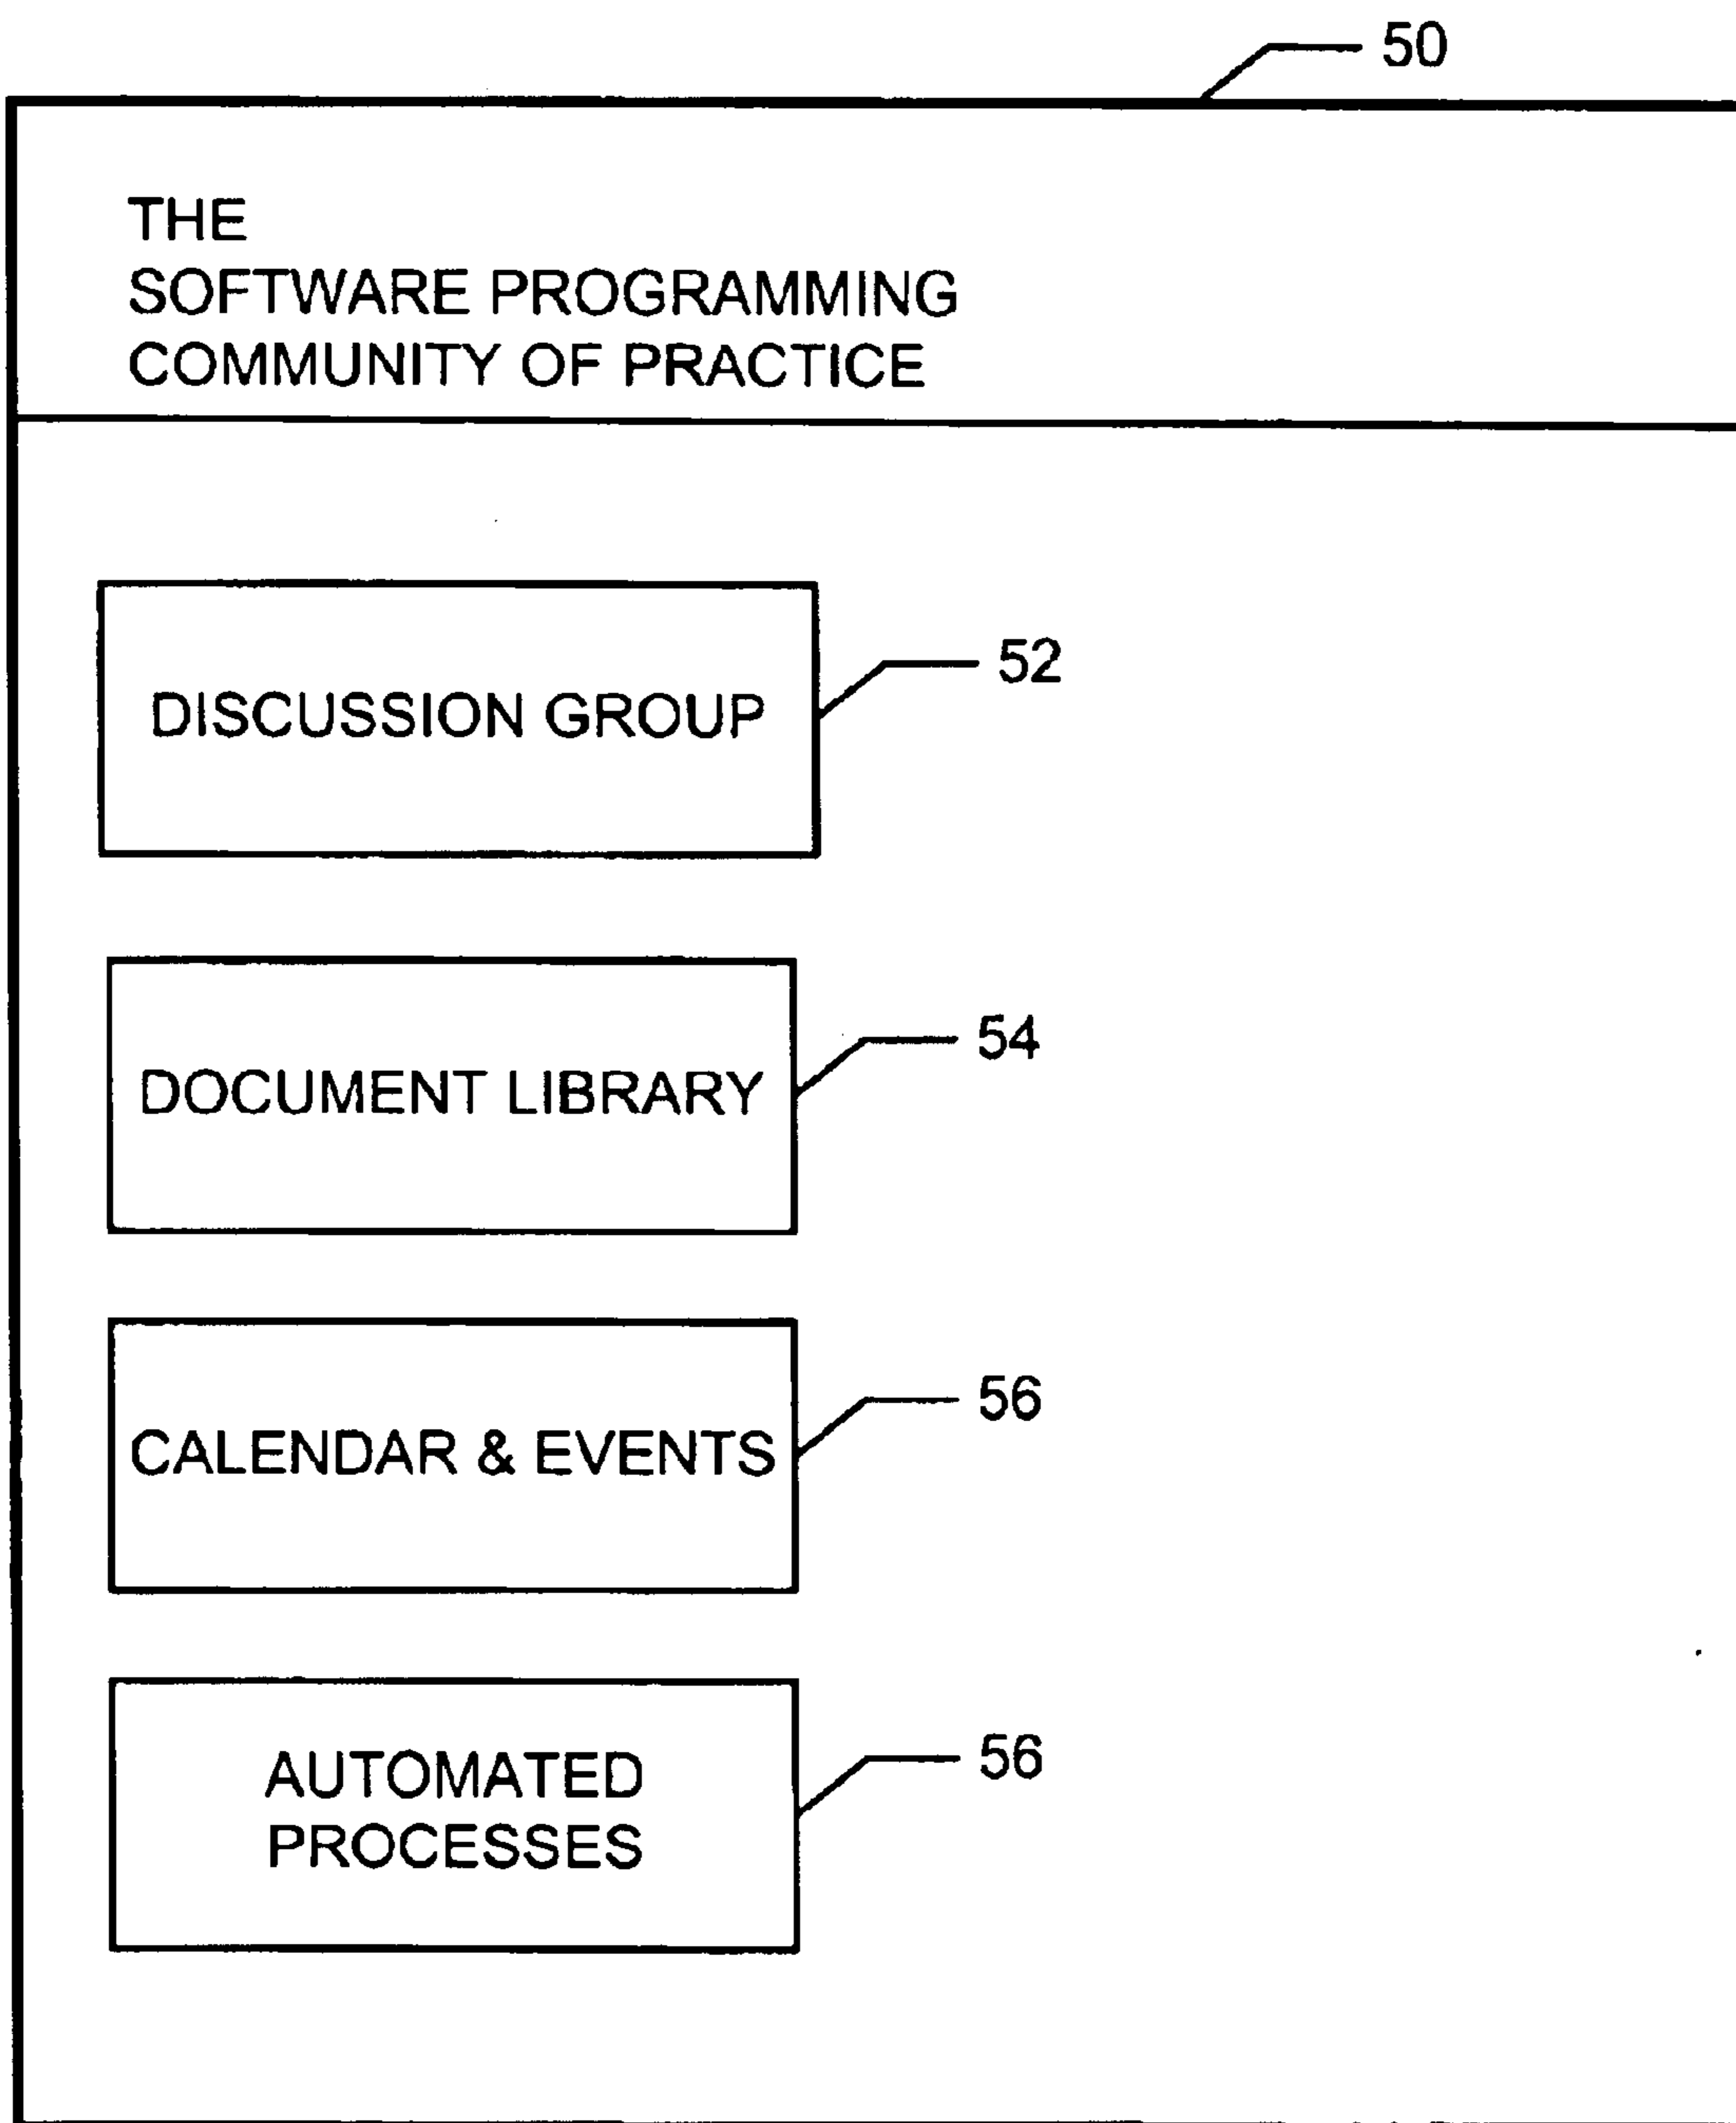 50
THE
SOFTWARE PROGRAMMING
COMMUNITY OF PRACTICE
DISCUSSION GROUP
52
DOCUMENT LIBRARY
54
CALENDAR & EVENTS
56
AUTOMATED
PROCESSES
56